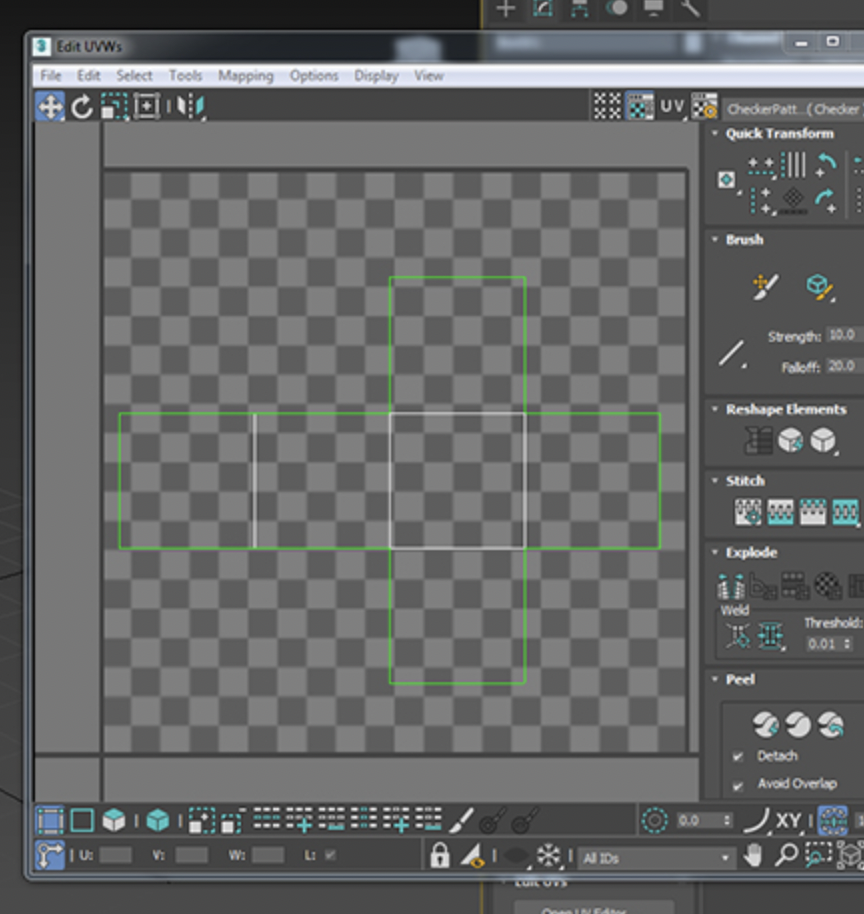 Edit UVWs
File Edit Select Tools Mapping Options Display View
UV CheckerPatt...( Checker
Quick Transform
Brush
Strength: 10.0
Falloff: 20.0
Reshape Elements
Stitch
Explode
Weld
Threshold:
0.01
Peel
Detach
Avoid Overlap
0.0 XY
U: V: W: L: All IDs
Edit UVs
Open UV Editor